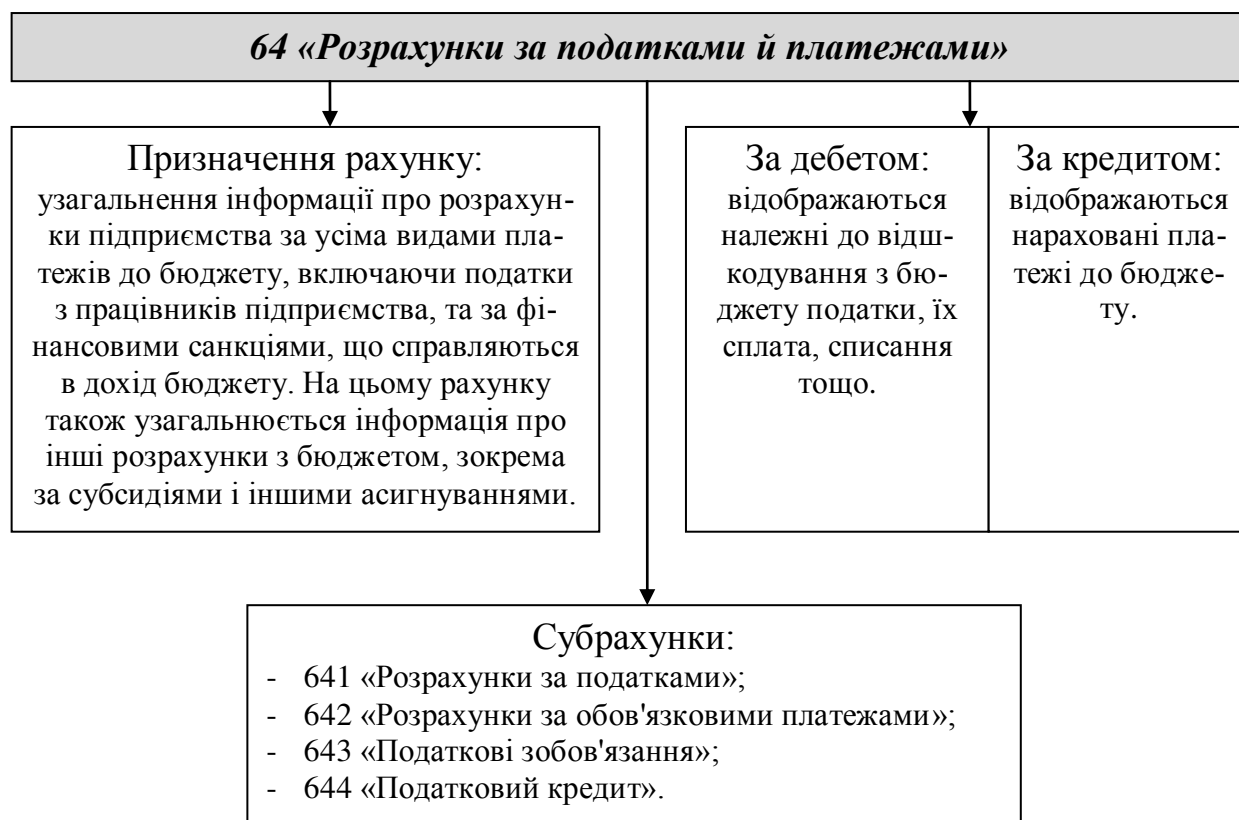 64 «Розрахунки за податками й платежами»
Призначення рахунку:
узагальнення інформації про розрахун-
ки підприємства за усіма видами пла-
тежів до бюджету, включаючи податки
з працівників підприємства, та за фі-
нансовими санкціями, що справляються
в дохід бюджету. На цьому рахунку
також узагальнюється інформація про
інші розрахунки з бюджетом, зокрема
за субсидіями і іншими асигнуваннями.
За дебетом:
відображаються
належні до відш-
кодування з бю-
джету податки, їх
сплата, списання
тощо.
За кредитом:
відображаються
нараховані пла-
тежі до бюдже-
ту.
Субрахунки:
- 641 «Розрахунки за податками»;
- 642 «Розрахунки за обов'язковими платежами»;
- 643 «Податкові зобов'язання»;
- 644 «Податковий кредит».